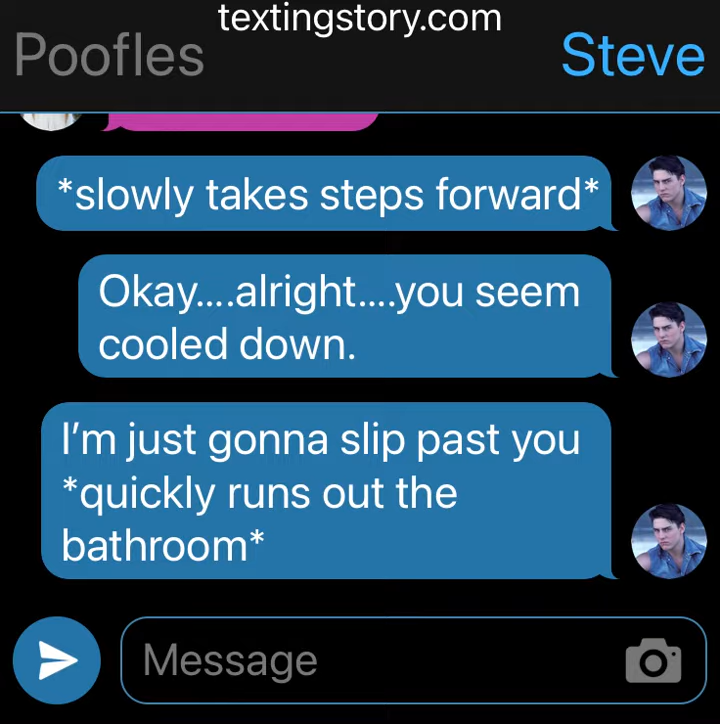 textingstory.com
Poofles Steve
*slowly takes steps forward*
Okay....alright....you seem
cooled down.
I'm just gonna slip past you
*quickly runs out the
bathroom*
Message